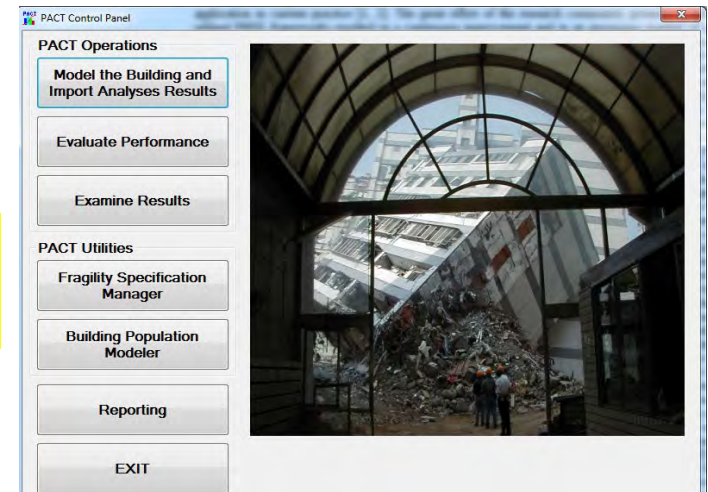 PACT Control Panel
PACT Operations
Model the Building and
Import Analyses Results
Evaluate Performance
Examine Results
PACT Utilities
Fragility Specification
Manager
Building Population
Modeler
Reporting
EXIT